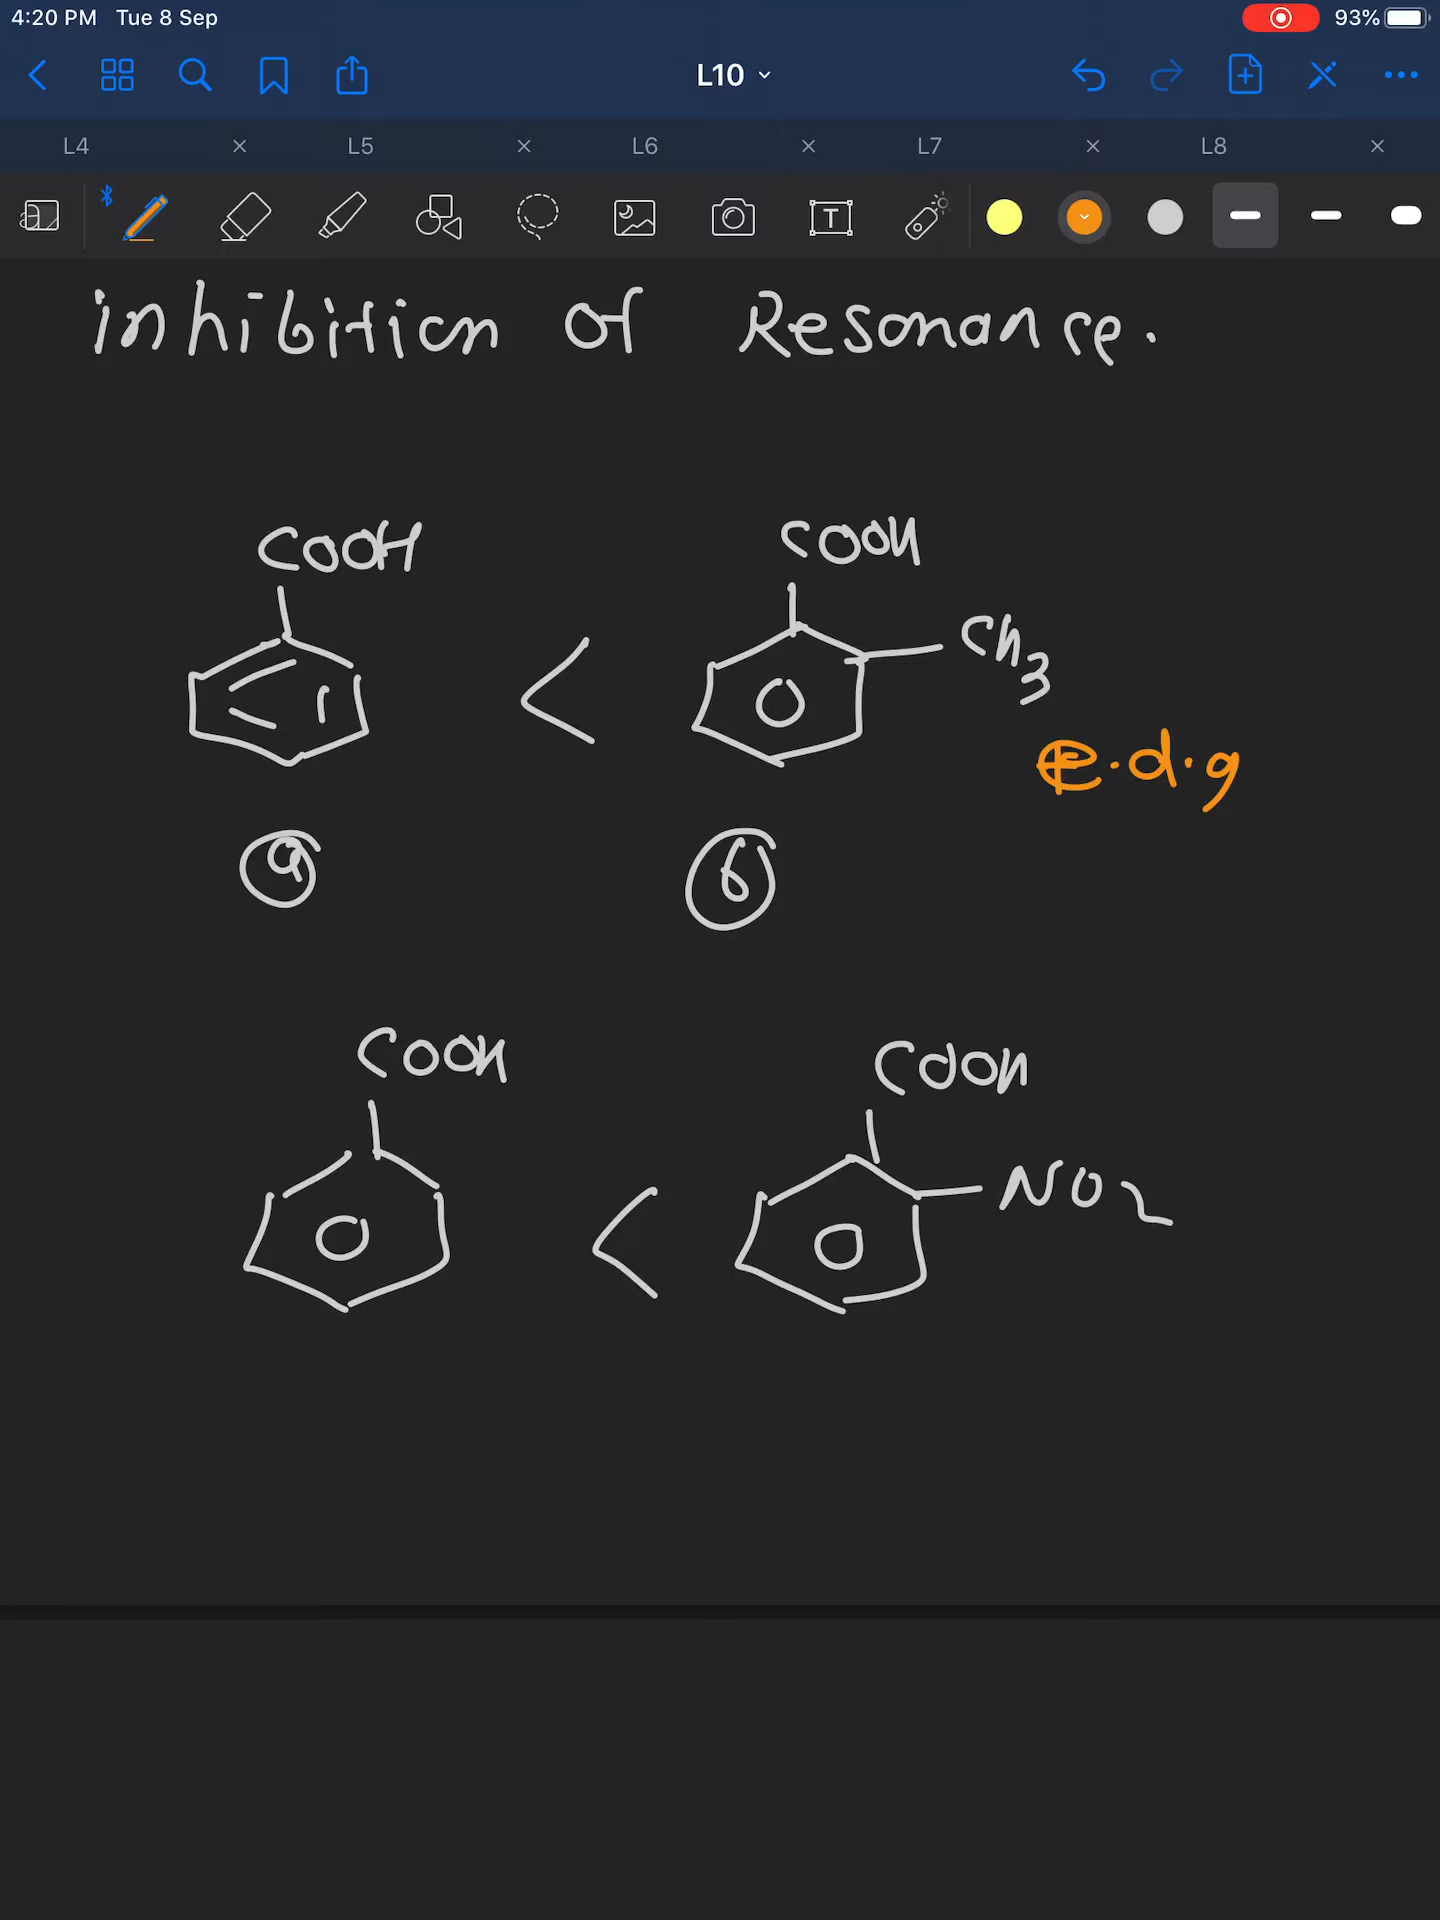 4:20 PM Tue 8 Sep 93%
L10
L4 × L5 × L6 × L7 × L8 ×
T
inhibition of Resonance.
COOH < COOH
CH3
e.d.g
a b
COOH < COOH
NO2